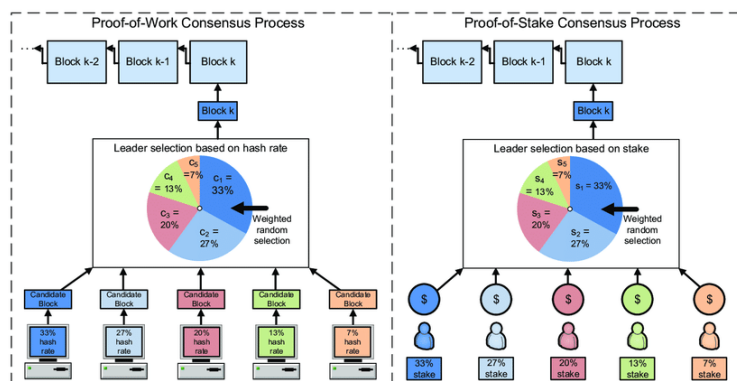 Proof-of-Work Consensus Process
Block k-2
Block k-1
Block k
Block k
Leader selection based on hash rate
c₁ =
33%
c₂ =
27%
c₃ =
20%
c₄
= 13%
c₅
=7%
Weighted
random
selection
Candidate
Block
Candidate
Block
Candidate
Block
Candidate
Block
Candidate
Block
33%
hash
rate
27%
hash
rate
20%
hash
rate
13%
hash
rate
7%
hash
rate
Proof-of-Stake Consensus Process
Block k-2
Block k-1
Block k
Block k
Leader selection based on stake
s₁ = 33%
s₂ =
27%
s₃ =
20%
s₄
= 13%
s₅
=7%
Weighted
random
selection
$
$
$
$
$
33%
stake
27%
stake
20%
stake
13%
stake
7%
stake